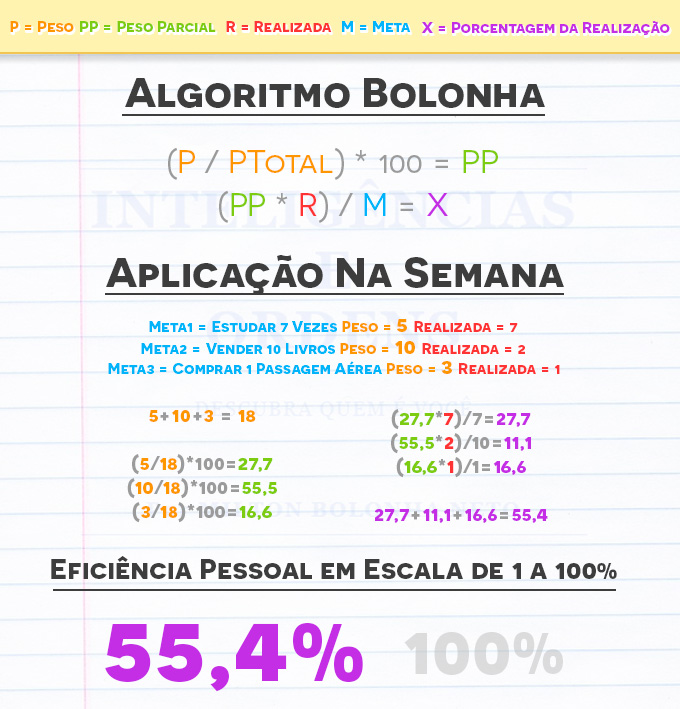 P = Peso PP = Peso Parcial R = Realizada M = Meta X = Porcentagem da Realização
Algoritmo Bolonha
(P / PTotal) * 100 = PP
(PP * R) / M = X
INTELIGÊNCIAS
E
ORDENS
Aplicação Na Semana
Meta1 = Estudar 7 Vezes Peso = 5 Realizada = 7
Meta2 = Vender 10 Livros Peso = 10 Realizada = 2
Meta3 = Comprar 1 Passagem Aérea Peso = 3 Realizada = 1
DESCUBRA QUEM É VOCÊ
5+10+3 = 18
(5/18)*100=27,7
(10/18)*100=55,5
(3/18)*100=16,6
(27,7*7)/7=27,7
(55,5*2)/10=11,1
(16,6*1)/1=16,6
27,7+11,1+16,6=55,4
Eficiência Pessoal em Escala de 1 a 100%
55,4% 100%